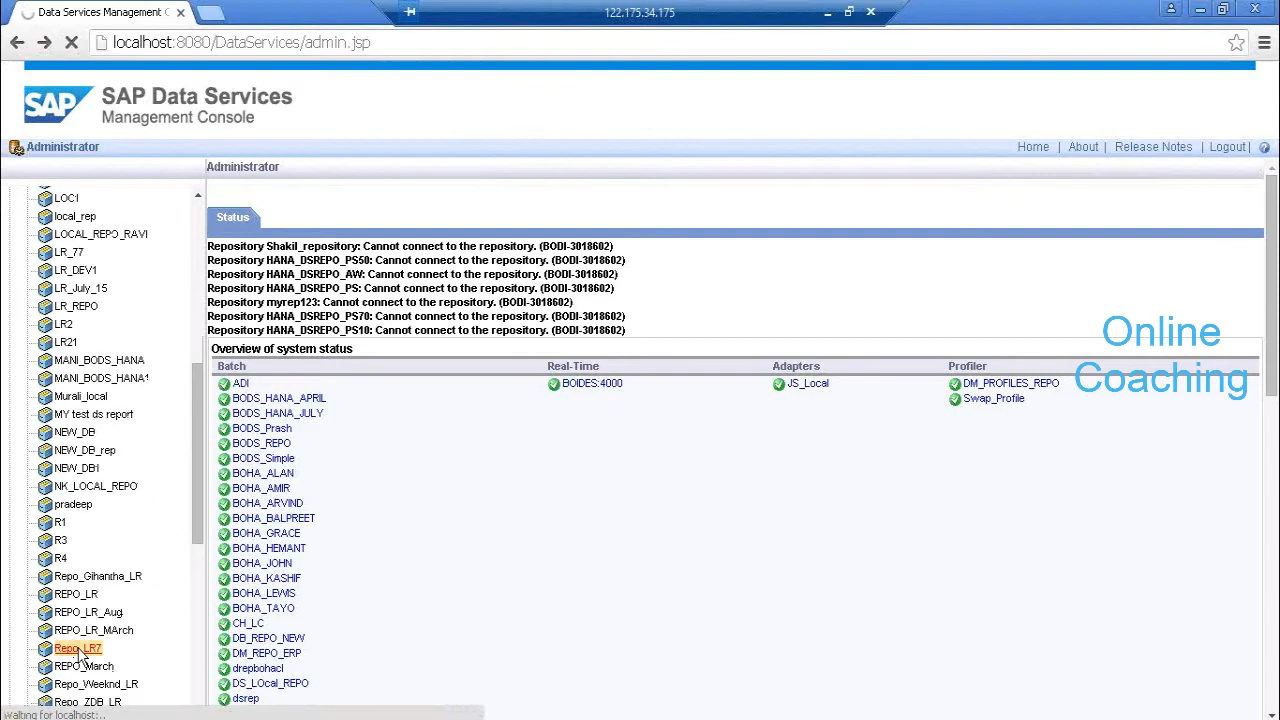 Data Services Management C
122.175.34.175
localhost:8080/DataServices/admin.jsp
SAP
SAP Data Services
Management Console
Administrator
Home | About | Release Notes | Logout |
Administrator
LOC1
local_rep
LOCAL_REPO_RAVI
LR_77
LR_DEV1
LR_July_15
LR_REPO
LR2
LR21
MANI_BODS_HANA
MANI_BODS_HANA1
Murali_local
MY test ds report
NEW_DB
NEW_DB_rep
NEW_DB1
NK_LOCAL_REPO
pradeep
R1
R3
R4
Repo_Gihantha_LR
REPO_LR
REPO_LR_Aug
REPO_LR_MArch
Repo_LR7
REPO_March
Repo_Weeknd_LR
Repo_ZDB_LR
Waiting for localhost:..
Status
Repository Shakil_repository: Cannot connect to the repository. (BODI-3018602)
Repository HANA_DSREPO_PS50: Cannot connect to the repository. (BODI-3018602)
Repository HANA_DSREPO_AW: Cannot connect to the repository. (BODI-3018602)
Repository HANA_DSREPO_PS: Cannot connect to the repository. (BODI-3018602)
Repository myrep123: Cannot connect to the repository. (BODI-3018602)
Repository HANA_DSREPO_PS70: Cannot connect to the repository. (BODI-3018602)
Repository HANA_DSREPO_PS10: Cannot connect to the repository. (BODI-3018602)
Overview of system status
Batch
ADI
BODS_HANA_APRIL
BODS_HANA_JULY
BODS_Prash
BODS_REPO
BODS_Simple
BOHA_ALAN
BOHA_AMIR
BOHA_ARVIND
BOHA_BALPREET
BOHA_GRACE
BOHA_HEMANT
BOHA_JOHN
BOHA_KASHIF
BOHA_LEWIS
BOHA_TAYO
CH_LC
DB_REPO_NEW
DM_REPO_ERP
drepbohacl
DS_LOcal_REPO
dsrep
Real-Time
BOIDES:4000
Adapters
JS_Local
Profiler
DM_PROFILES_REPO
Swap_Profile
Online
Coaching